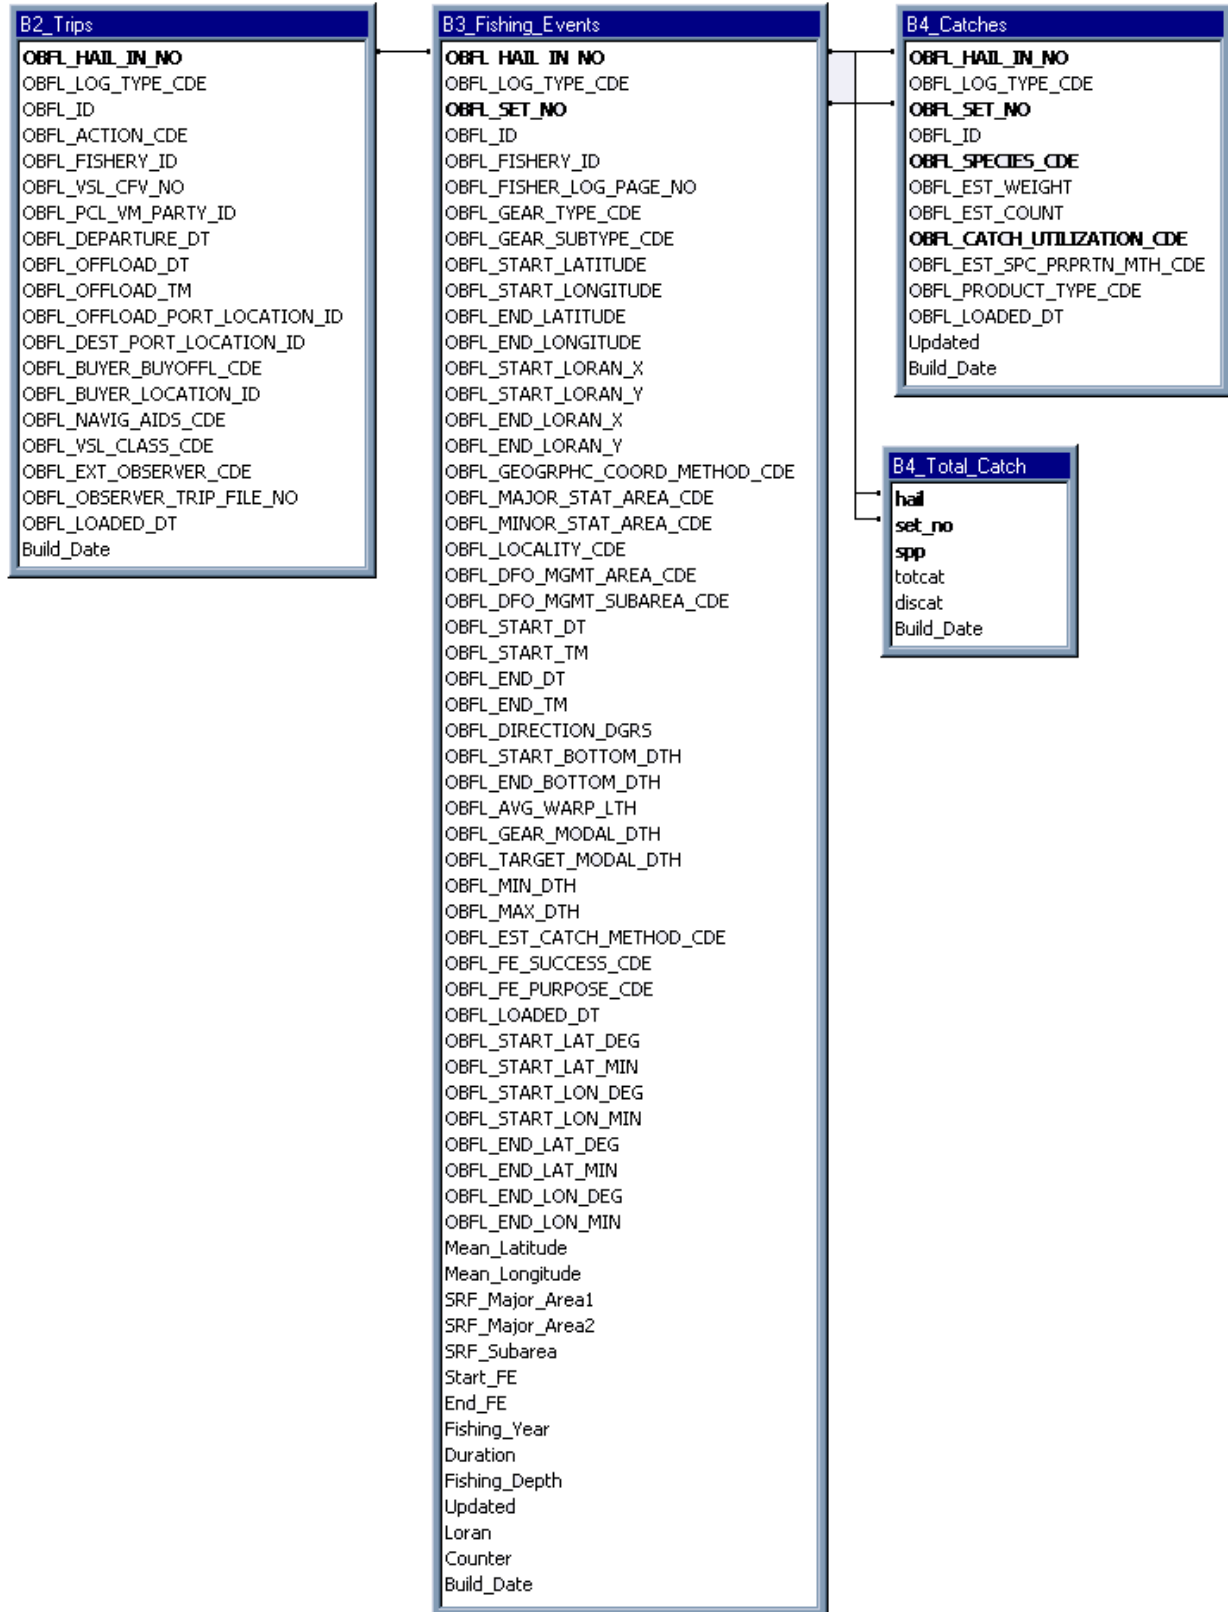 B2_Trips
OBFL_HAIL_IN_NO
OBFL_LOG_TYPE_CDE
OBFL_ID
OBFL_ACTION_CDE
OBFL_FISHERY_ID
OBFL_VSL_CFV_NO
OBFL_PCL_VM_PARTY_ID
OBFL_DEPARTURE_DT
OBFL_OFFLOAD_DT
OBFL_OFFLOAD_TM
OBFL_OFFLOAD_PORT_LOCATION_ID
OBFL_DEST_PORT_LOCATION_ID
OBFL_BUYER_BUYOFFL_CDE
OBFL_BUYER_LOCATION_ID
OBFL_NAVIG_AIDS_CDE
OBFL_VSL_CLASS_CDE
OBFL_EXT_OBSERVER_CDE
OBFL_OBSERVER_TRIP_FILE_NO
OBFL_LOADED_DT
Build_Date
B3_Fishing_Events
OBFL_HAIL_IN_NO
OBFL_LOG_TYPE_CDE
OBFL_SET_NO
OBFL_ID
OBFL_FISHERY_ID
OBFL_FISHER_LOG_PAGE_NO
OBFL_GEAR_TYPE_CDE
OBFL_GEAR_SUBTYPE_CDE
OBFL_START_LATITUDE
OBFL_START_LONGITUDE
OBFL_END_LATITUDE
OBFL_END_LONGITUDE
OBFL_START_LORAN_X
OBFL_START_LORAN_Y
OBFL_END_LORAN_X
OBFL_END_LORAN_Y
OBFL_GEOGRPHC_COORD_METHOD_CDE
OBFL_MAJOR_STAT_AREA_CDE
OBFL_MINOR_STAT_AREA_CDE
OBFL_LOCALITY_CDE
OBFL_DFO_MGMT_AREA_CDE
OBFL_DFO_MGMT_SUBAREA_CDE
OBFL_START_DT
OBFL_START_TM
OBFL_END_DT
OBFL_END_TM
OBFL_DIRECTION_DGRS
OBFL_START_BOTTOM_DTH
OBFL_END_BOTTOM_DTH
OBFL_AVG_WARP_LTH
OBFL_GEAR_MODAL_DTH
OBFL_TARGET_MODAL_DTH
OBFL_MIN_DTH
OBFL_MAX_DTH
OBFL_EST_CATCH_METHOD_CDE
OBFL_FE_SUCCESS_CDE
OBFL_FE_PURPOSE_CDE
OBFL_LOADED_DT
OBFL_START_LAT_DEG
OBFL_START_LAT_MIN
OBFL_START_LON_DEG
OBFL_START_LON_MIN
OBFL_END_LAT_DEG
OBFL_END_LAT_MIN
OBFL_END_LON_DEG
OBFL_END_LON_MIN
Mean_Latitude
Mean_Longitude
SRF_Major_Area1
SRF_Major_Area2
SRF_Subarea
Start_FE
End_FE
Fishing_Year
Duration
Fishing_Depth
Updated
Loran
Counter
Build_Date
B4_Catches
OBFL_HAIL_IN_NO
OBFL_LOG_TYPE_CDE
OBFL_SET_NO
OBFL_ID
OBFL_SPECIES_CDE
OBFL_EST_WEIGHT
OBFL_EST_COUNT
OBFL_CATCH_UTILIZATION_CDE
OBFL_EST_SPC_PRPRTN_MTH_CDE
OBFL_PRODUCT_TYPE_CDE
OBFL_LOADED_DT
Updated
Build_Date
B4_Total_Catch
hail
set_no
spp
totcat
discat
Build_Date